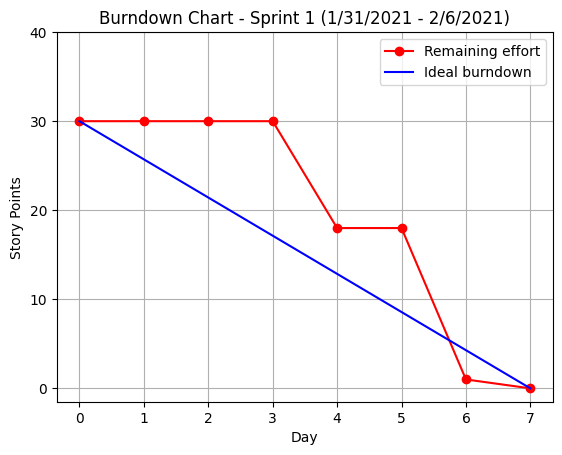 Burndown Chart - Sprint 1 (1/31/2021 - 2/6/2021)
Remaining effort
Ideal burndown
40
30
20
10
0
Story Points
0 1 2 3 4 5 6 7
Day